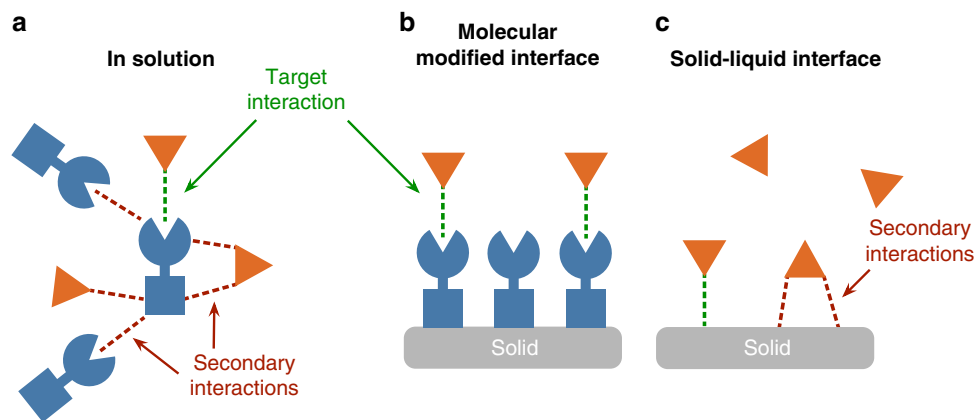 a
In solution
Target
interaction
Secondary
interactions
b
Molecular
modified interface
Solid
c
Solid-liquid interface
Secondary
interactions
Solid